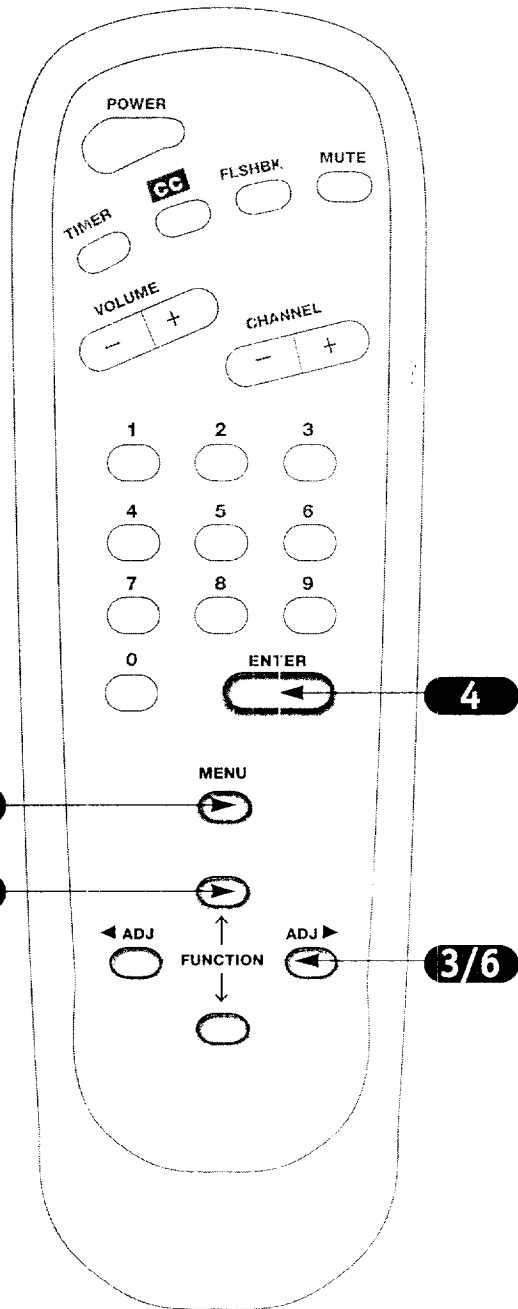 POWER
CC FLSHBK. MUTE
TIMER
VOLUME
- +
CHANNEL
- +
1 2 3
4 5 6
7 8 9
0 ENTER
4
MENU
◄ ADJ ADJ ►
FUNCTION
3/6